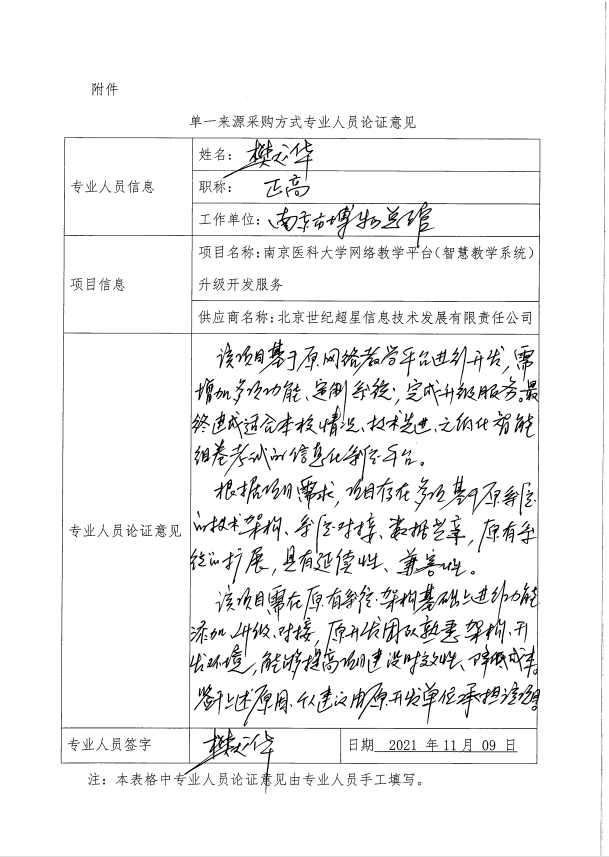 附件
单一来源采购方式专业人员论证意见
专业人员信息
姓名：樊文华
职称： 正高
工作单位：南京市博物总馆
项目信息
项目名称：南京医科大学网络教学平台（智慧教学系统）
升级开发服务
供应商名称：北京世纪超星信息技术发展有限责任公司
专业人员论证意见
该项目基于原网络教学平台进行开发，需
增加多项功能、定制系统，完成升级服务。最
终建成适合本校情况、技术先进、智能
组卷考试的信息化系统平台。
根据项目需求，项目存在多项基于原系统
的技术架构、系统对接、数据共享，原有系
统的扩展，具有延续性、兼容性。
该项目需在原有系统架构基础上进行功能
添加、升级、对接，原开发团队熟悉架构、开
发环境，能够提高项目建设时效性、降低成本。
鉴于上述原因，个人建议由原开发单位承担该项目。
专业人员签字
樊文华
日期 2021 年 11 月 09 日
注：本表格中专业人员论证意见由专业人员手工填写。